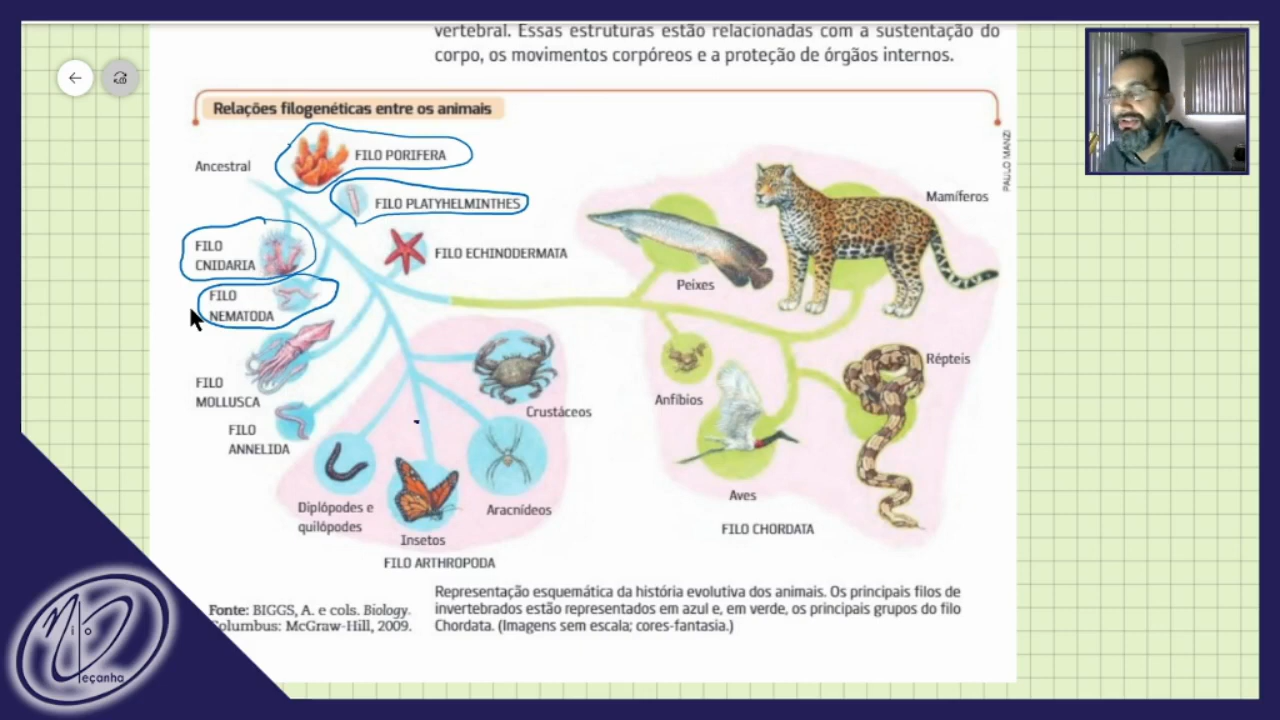 vertebral. Essas estruturas estão relacionadas com a sustentação do
corpo, os movimentos corpóreos e a proteção de órgãos internos.
Relações filogenéticas entre os animais
PAULO MANZI
Ancestral
FILO PORIFERA
FILO PLATYHELMINTHES
FILO
CNIDARIA
FILO ECHINODERMATA
FILO
NEMATODA
FILO
MOLLUSCA
FILO
ANNELIDA
Diplópodes e
quilópodes
Insetos
Aracnídeos
Crustáceos
FILO ARTHROPODA
Peixes
Mamíferos
Anfíbios
Répteis
Aves
FILO CHORDATA
Fonte: BIGGS, A. e cols. Biology.
Columbus: McGraw-Hill, 2009.
Representação esquemática da história evolutiva dos animais. Os principais filos de
invertebrados estão representados em azul e, em verde, os principais grupos do filo
Chordata. (Imagens sem escala; cores-fantasia.)
eçanha